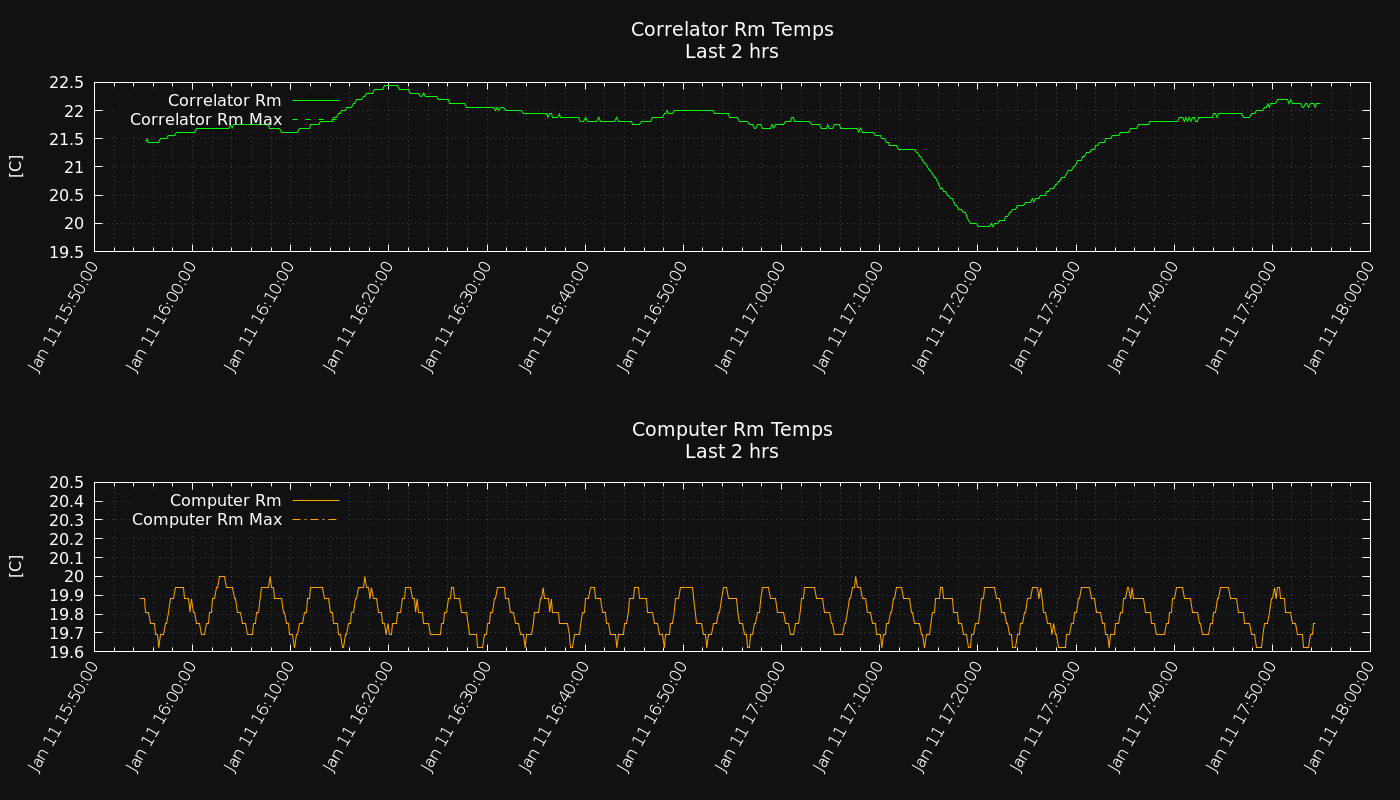 Correlator Rm Temps
Last 2 hrs
22.5
22
21.5
21
20.5
20
19.5
[C]
Correlator Rm
Correlator Rm Max
Jan 11 15:50:00
Jan 11 16:00:00
Jan 11 16:10:00
Jan 11 16:20:00
Jan 11 16:30:00
Jan 11 16:40:00
Jan 11 16:50:00
Jan 11 17:00:00
Jan 11 17:10:00
Jan 11 17:20:00
Jan 11 17:30:00
Jan 11 17:40:00
Jan 11 17:50:00
Jan 11 18:00:00
Computer Rm Temps
Last 2 hrs
20.5
20.4
20.3
20.2
20.1
20
19.9
19.8
19.7
19.6
[C]
Computer Rm
Computer Rm Max
Jan 11 15:50:00
Jan 11 16:00:00
Jan 11 16:10:00
Jan 11 16:20:00
Jan 11 16:30:00
Jan 11 16:40:00
Jan 11 16:50:00
Jan 11 17:00:00
Jan 11 17:10:00
Jan 11 17:20:00
Jan 11 17:30:00
Jan 11 17:40:00
Jan 11 17:50:00
Jan 11 18:00:00